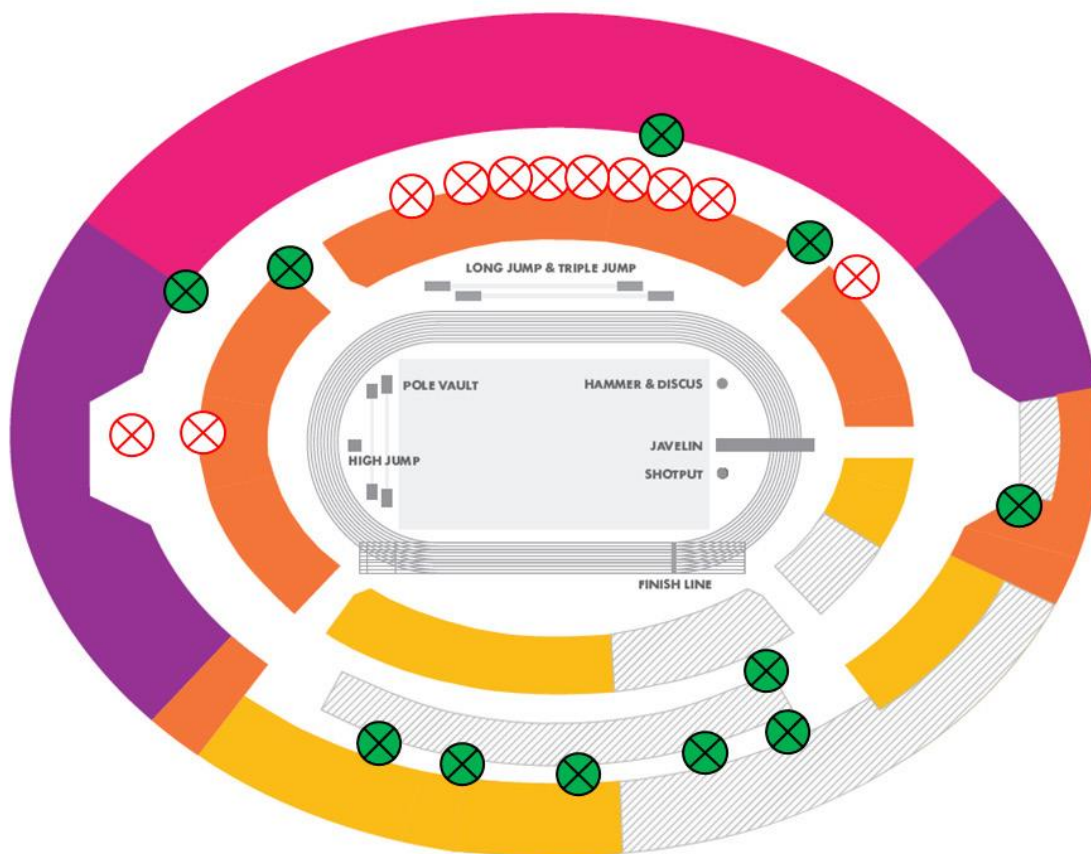 LONG JUMP & TRIPLE JUMP
POLE VAULT
HAMMER & DISCUS
JAVELIN
HIGH JUMP
SHOTPUT
FINISH LINE